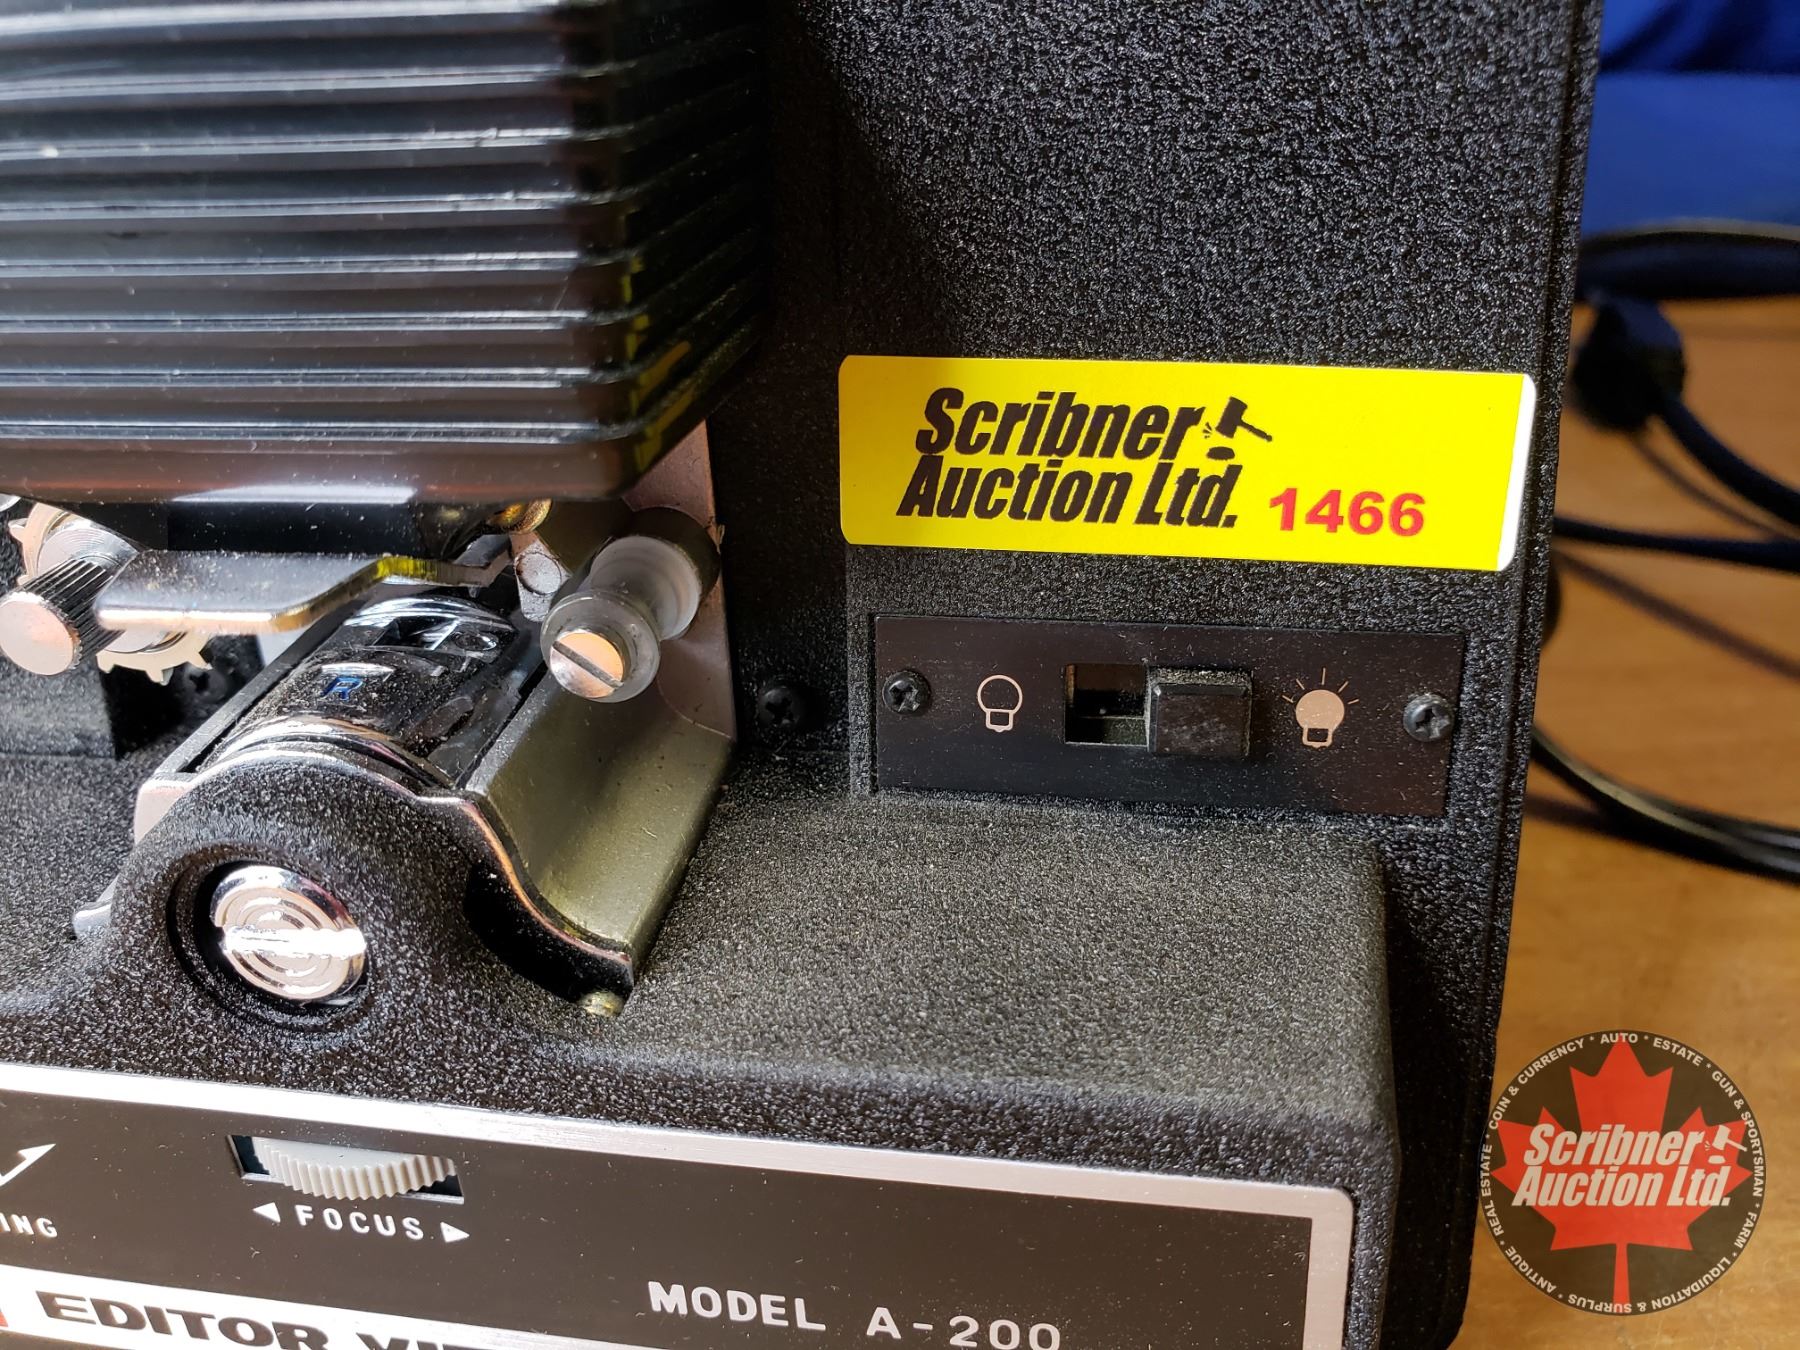 Scribner
Auction Ltd. 1466
R
◄ FOCUS ►
MODEL A-200
EDITOR
Scribner
Auction Ltd.
ANTIQUE * REAL ESTATE * COIN & CURRENCY * AUTO * ESTATE * GUN & SPORTSMAN * FARM * LIQUIDATION & SURPLUS *